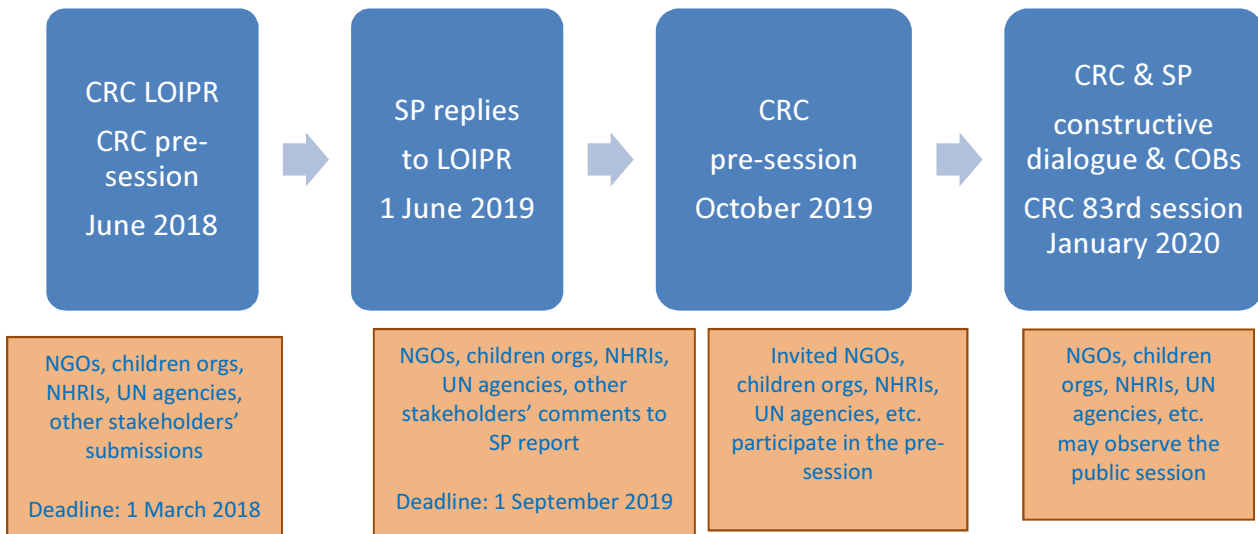 CRC LOIPR
CRC pre-
session
June 2018
SP replies
to LOIPR
1 June 2019
CRC
pre-session
October 2019
CRC & SP
constructive
dialogue & COBs
CRC 83rd session
January 2020
NGOs, children orgs,
NHRIs, UN agencies,
other stakeholders’
submissions
Deadline: 1 March 2018
NGOs, children orgs, NHRIs,
UN agencies, other
stakeholders’ comments to
SP report
Deadline: 1 September 2019
Invited NGOs,
children orgs, NHRIs,
UN agencies, etc.
participate in the pre-
session
NGOs, children
orgs, NHRIs, UN
agencies, etc.
may observe the
public session